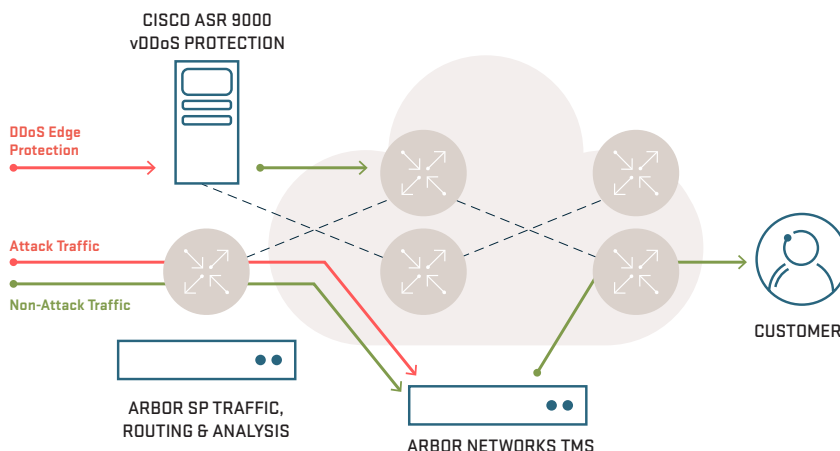 CISCO ASR 9000
vDDoS PROTECTION
DDoS Edge
Protection
Attack Traffic
Non-Attack Traffic
CUSTOMER
ARBOR SP TRAFFIC,
ROUTING & ANALYSIS
ARBOR NETWORKS TMS